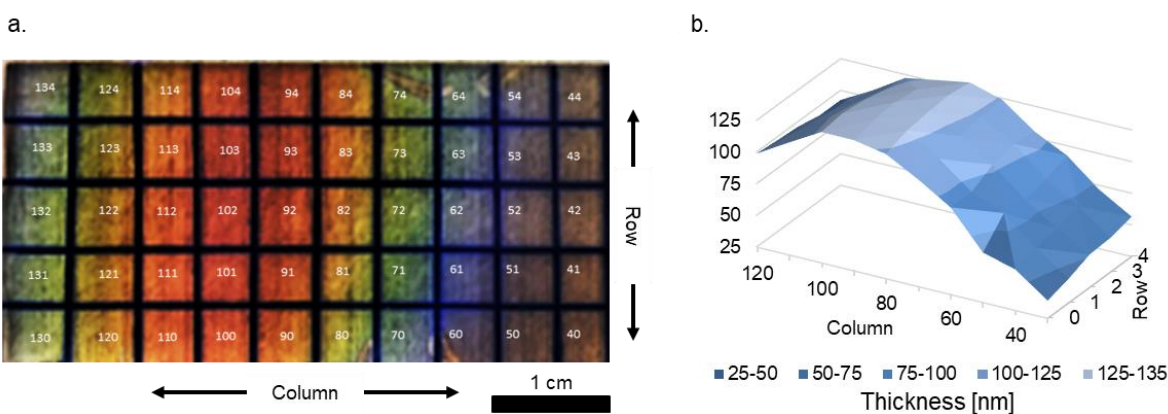 a.
134 124 114 104 94 84 74 64 54 44
133 123 113 103 93 83 73 63 53 43
132 122 112 102 92 82 72 62 52 42
131 121 111 101 91 81 71 61 51 41
130 120 110 100 90 80 70 60 50 40
Row
Column
1 cm
b.
125
100
75
50
25
120 100 80 60 40
Column
0 1 2 3 4
Row
25-50 50-75 75-100 100-125 125-135
Thickness [nm]